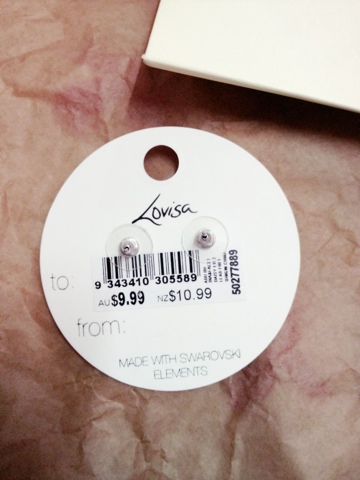 Lovisa
to:
9 343410 305589
AU$9.99 NZ$10.99
50277889
from:
MADE WITH SWAROVSKI
ELEMENTS